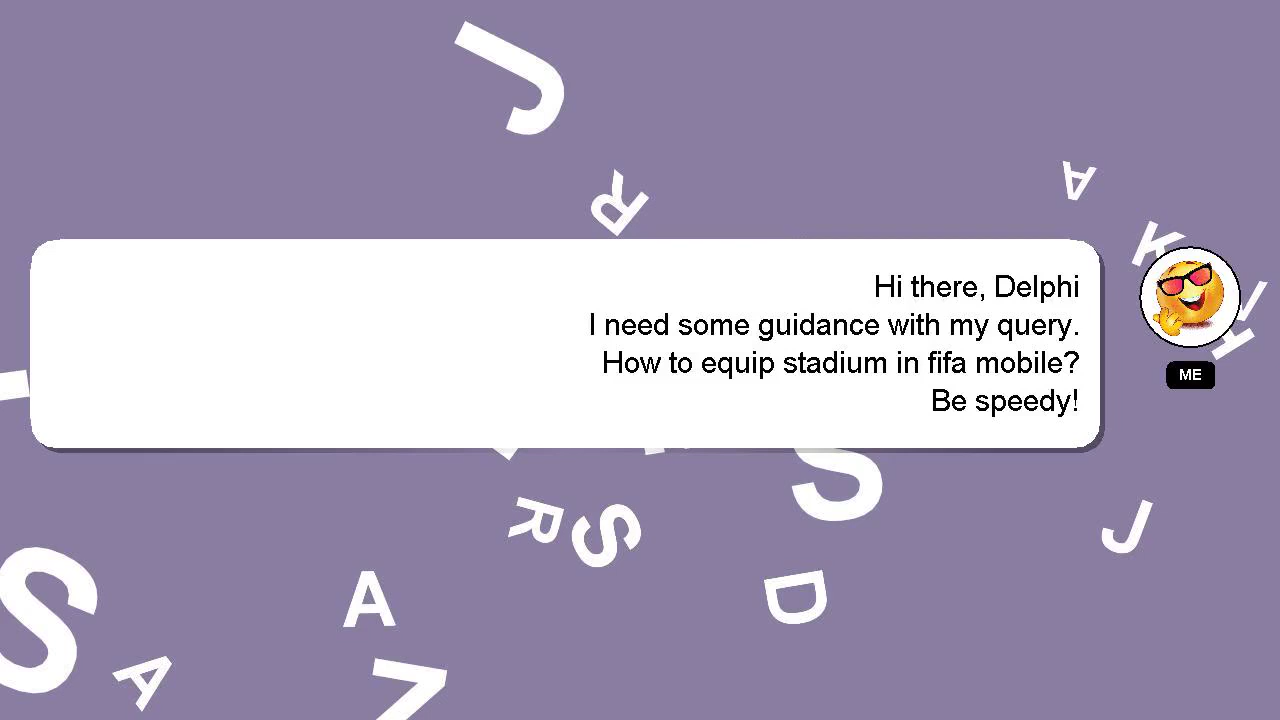 Hi there, Delphi
I need some guidance with my query.
How to equip stadium in fifa mobile?
Be speedy!
ME
J
R
A
K
S
R
S
J
D
A
S
A
Z